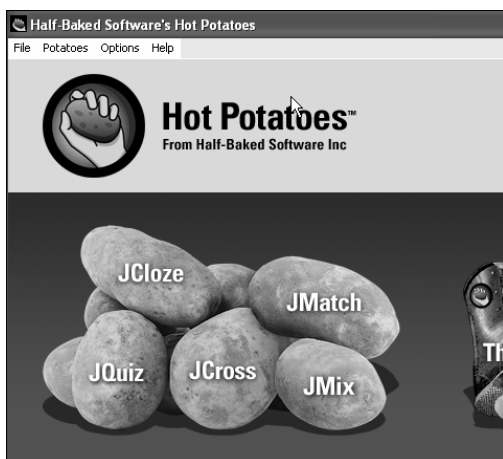 Half-Baked Software's Hot Potatoes
File Potatoes Options Help
Hot Potatoes™
From Half-Baked Software Inc
JCloze
JMatch
JQuiz
JCross
JMix
Th